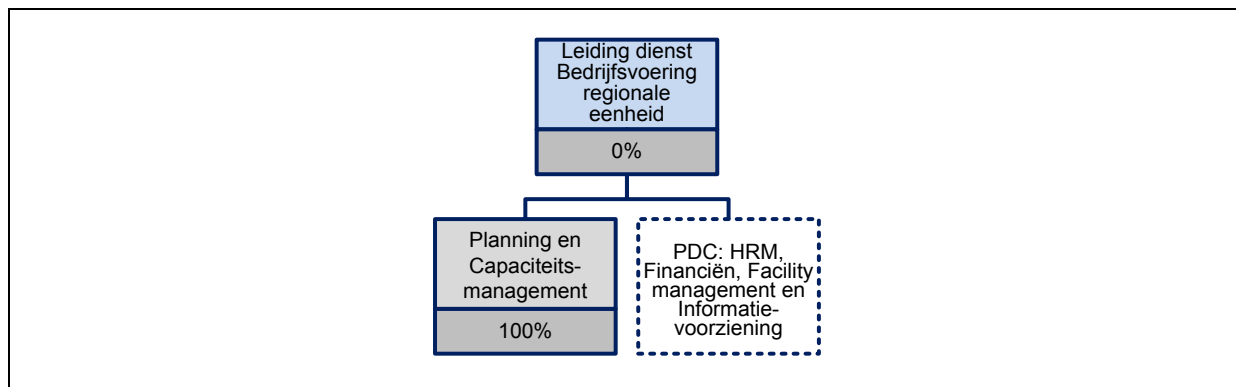 Leiding dienst
Bedrijfsvoering
regionale
eenheid
0%
Planning en
Capaciteits-
management
100%
PDC: HRM,
Financiën, Facility
management en
Informatie-
voorziening